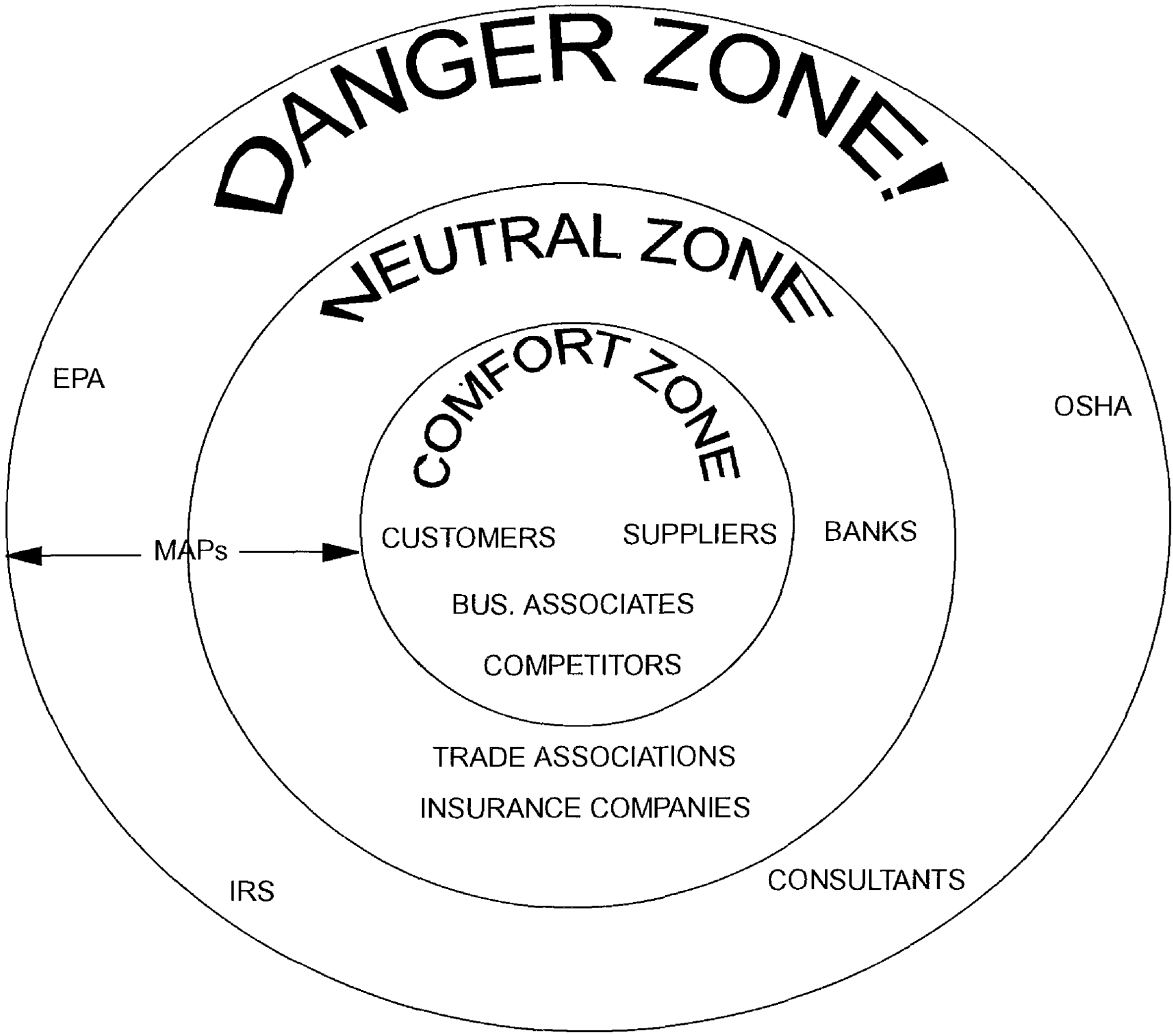 DANGER ZONE!
NEUTRAL ZONE
COMFORT ZONE
EPA
OSHA
CUSTOMERS
SUPPLIERS
BANKS
MAPs
BUS. ASSOCIATES
COMPETITORS
TRADE ASSOCIATIONS
INSURANCE COMPANIES
IRS
CONSULTANTS